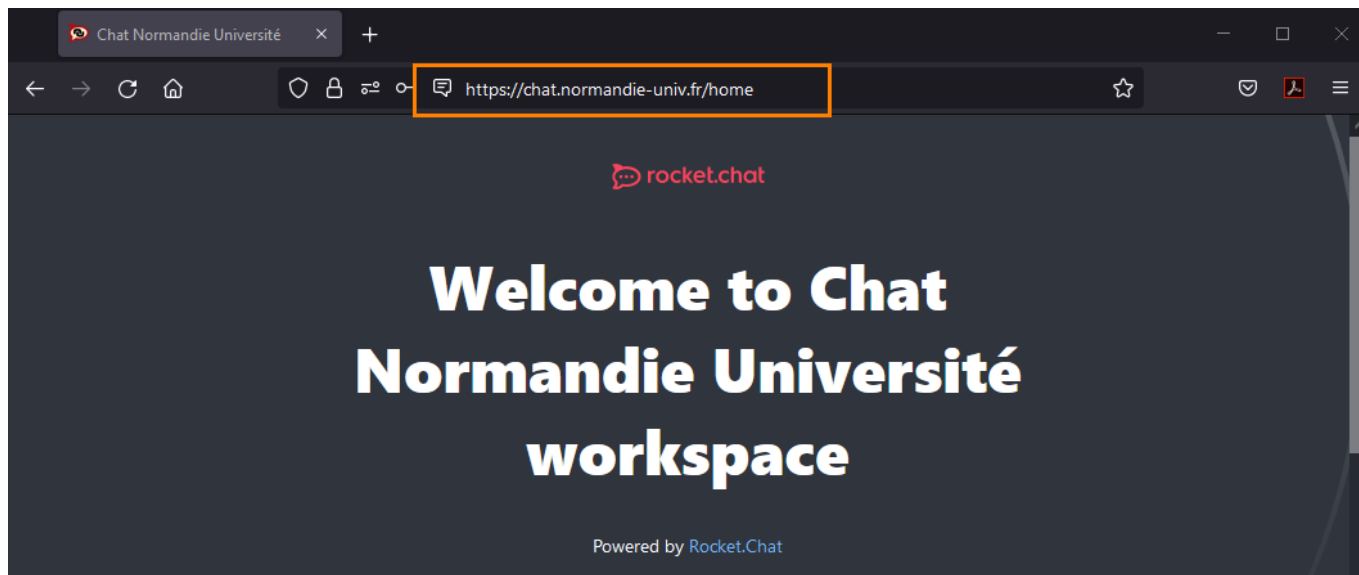 Chat Normandie Université
https://chat.normandie-univ.fr/home
rocket.chat
Welcome to Chat
Normandie Université
workspace
Powered by Rocket.Chat